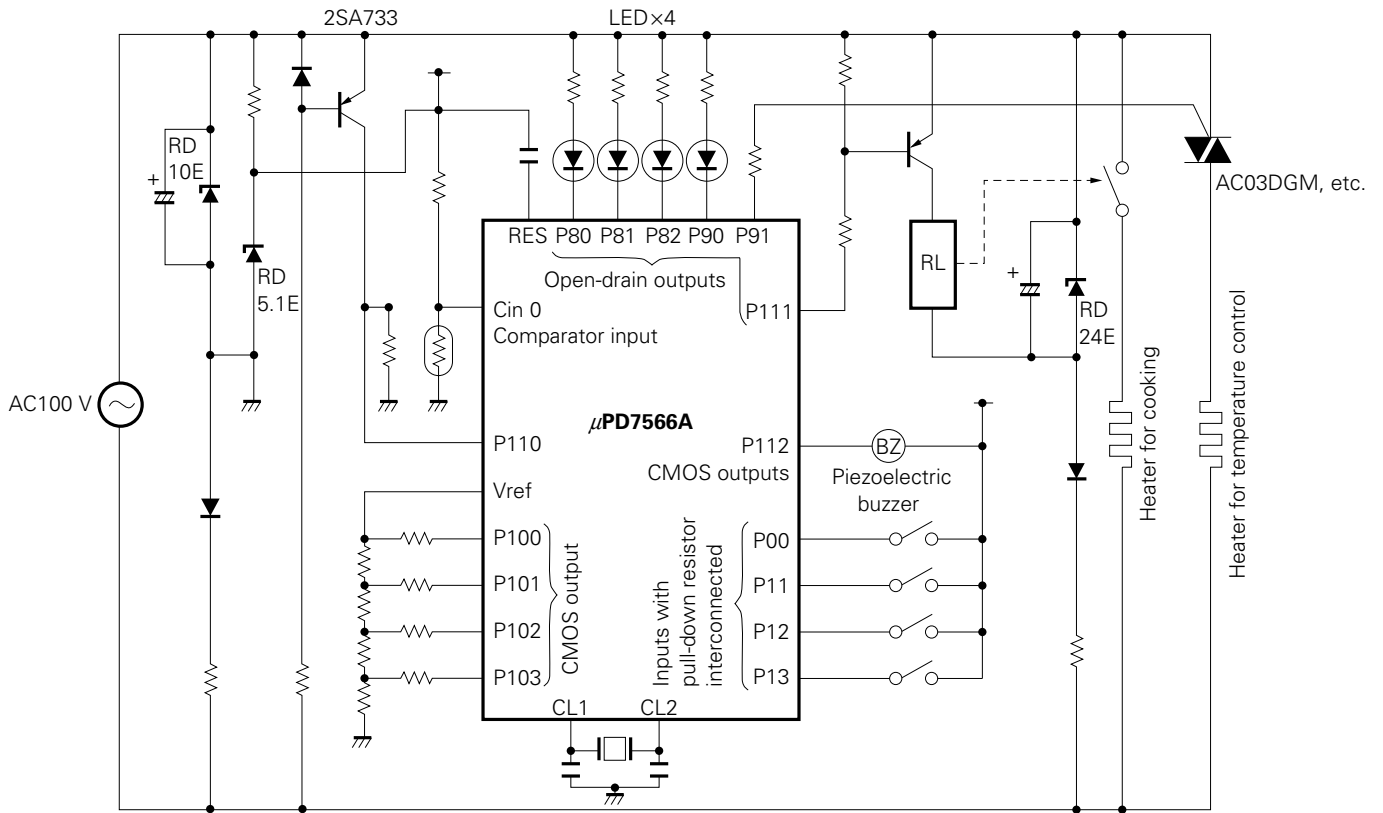 2SA733
LED×4
RD
10E
+
RD
5.1E
AC03DGM, etc.
RES P80 P81 P82 P90 P91
Open-drain outputs
RL
+
RD
24E
Cin 0
Comparator input
P111
AC100 V
μPD7566A
P110
P112
BZ
CMOS outputs
Piezoelectric
buzzer
Vref
P100
P101
P102
P103
CMOS output
Inputs with
pull-down resistor
interconnected
P00
P11
P12
P13
Heater for cooking
Heater for temperature control
CL1
CL2